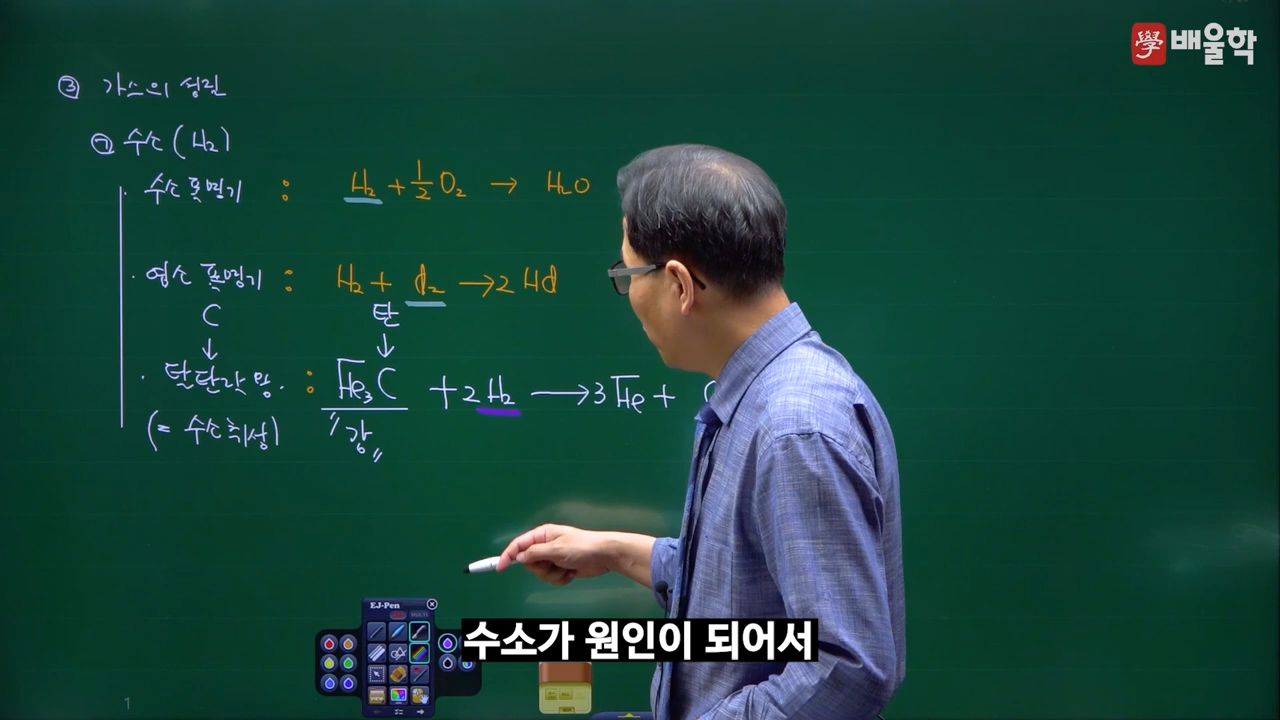 배울학
③ 가스의 성질
㉠ 수소 (H₂)
· 수소폭명기 : H₂ + ½O₂ → H₂O
· 염소폭명기 : H₂ + Cl₂ → 2HCl
C 탄
↓ ↓
· 탈탄작용 : Fe₃C + 2H₂ → 3Fe + C
(= 수소취성) "강"
EJ-Pen
수소가 원인이 되어서
1